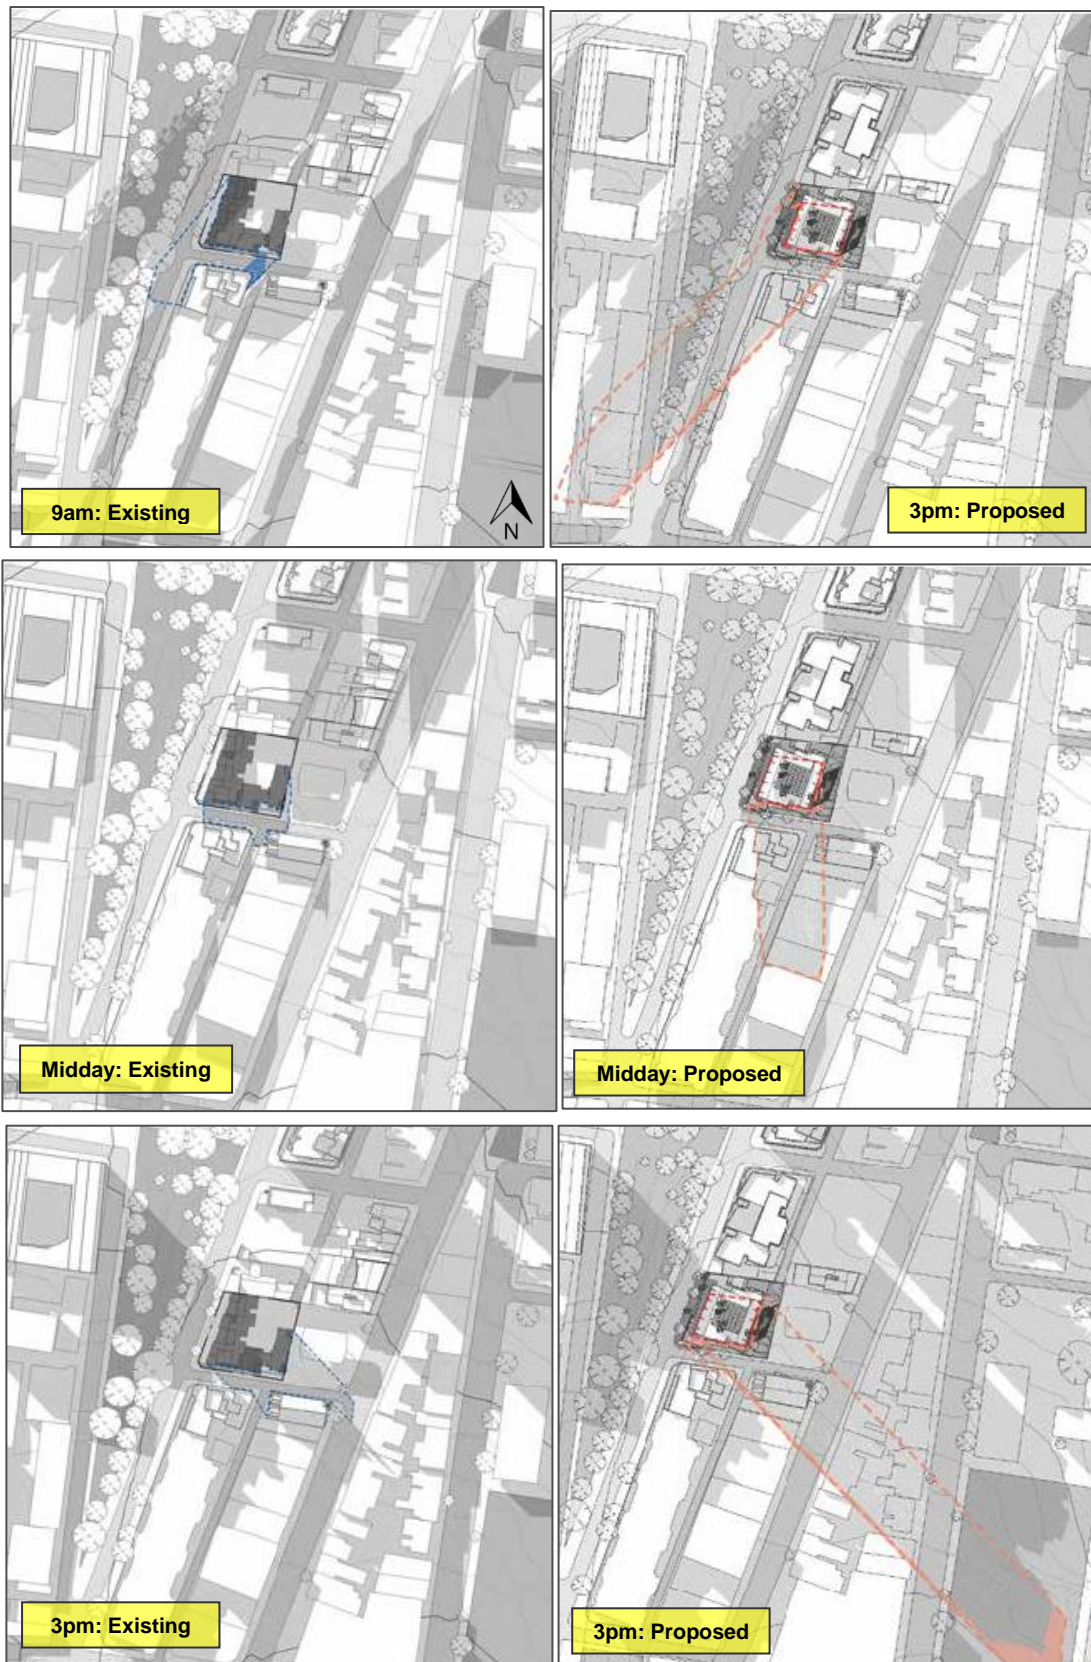 9am: Existing
N
3pm: Proposed
Midday: Existing
Midday: Proposed
3pm: Existing
3pm: Proposed